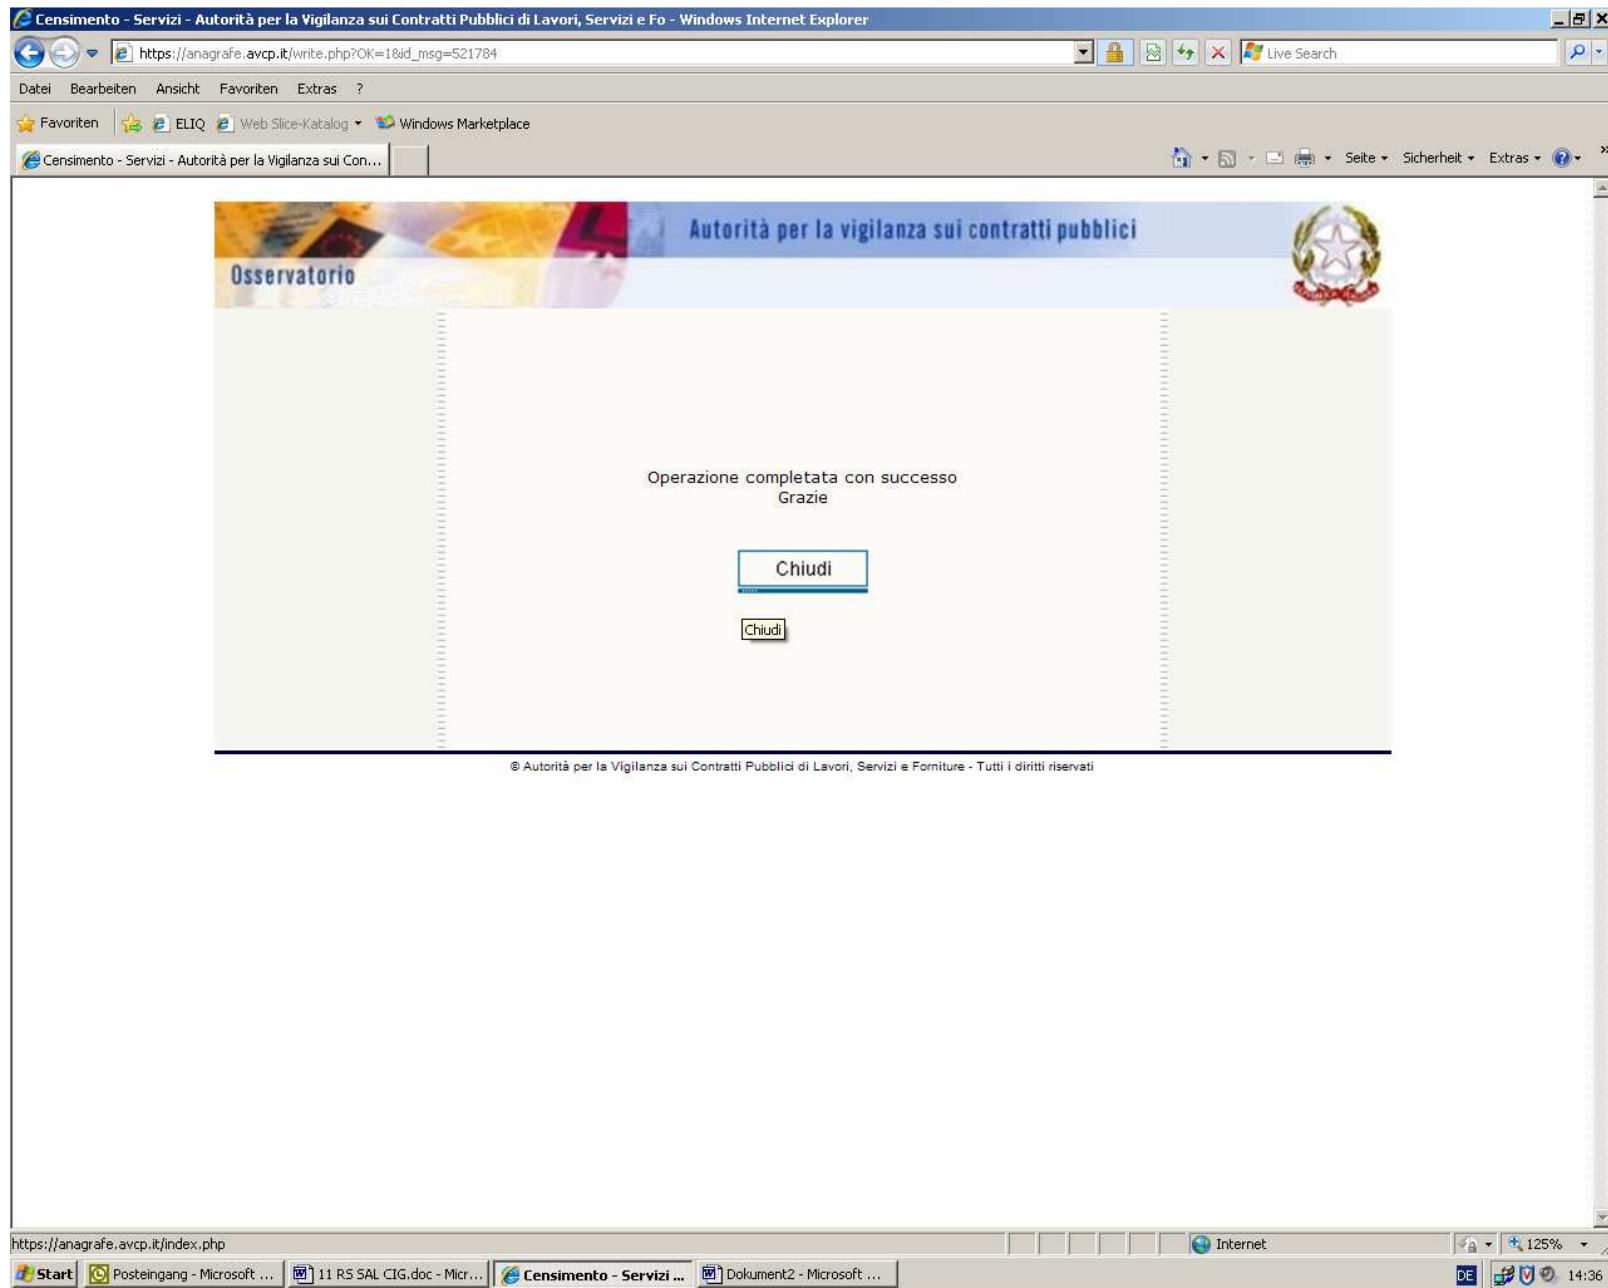 Censimento - Servizi - Autorità per la Vigilanza sui Contratti Pubblici di Lavori, Servizi e Fo - Windows Internet Explorer
https://anagrafe.avcp.it/write.php?OK=1&id_msg=521784
Live Search
Datei Bearbeiten Ansicht Favoriten Extras ?
Favoriten ELIQ Web Slice-Katalog Windows Marketplace
Censimento - Servizi - Autorità per la Vigilanza sui Con...
Seite Sicherheit Extras
Autorità per la vigilanza sui contratti pubblici
Osservatorio
Operazione completata con successo
Grazie
Chiudi
Chiudi
© Autorità per la Vigilanza sui Contratti Pubblici di Lavori, Servizi e Forniture - Tutti i diritti riservati
https://anagrafe.avcp.it/index.php
Internet
125%
Start
Posteingang - Microsoft ...
11 RS SAL CIG.doc - Micr...
Censimento - Servizi ...
Dokument2 - Microsoft ...
DE
14:36